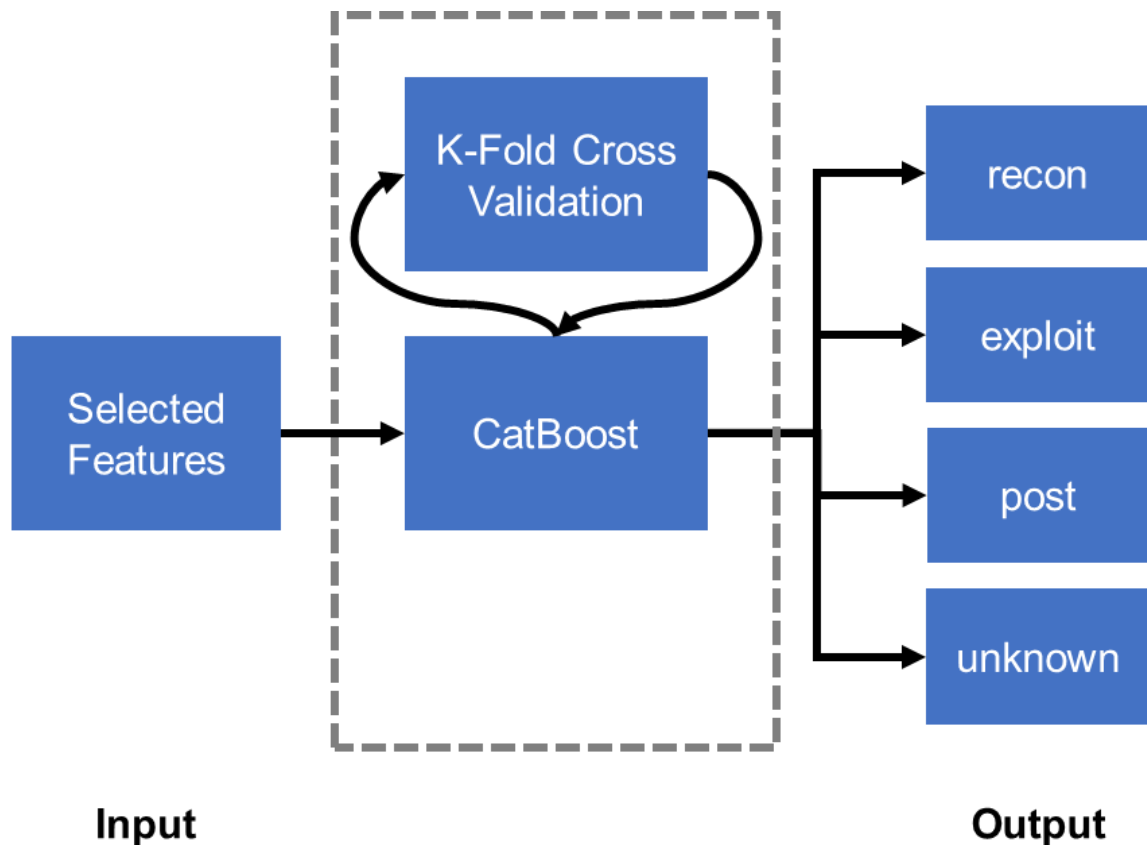 K-Fold Cross
Validation
Selected
Features
CatBoost
recon
exploit
post
unknown
Input
Output